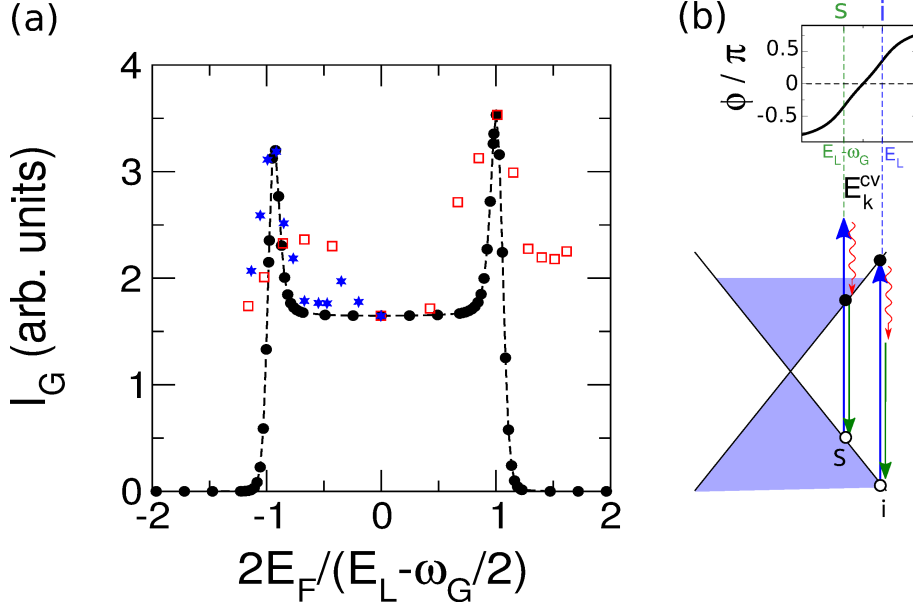 (a)
4
3
2
1
0
-2
-1
0
1
2
I_G (arb. units)
2E_F/(E_L-ω_G/2)
(b)
S
i
0.5
0
-0.5
ϕ/π
E_L-ω_G
E_L
E_k^cv
S
i